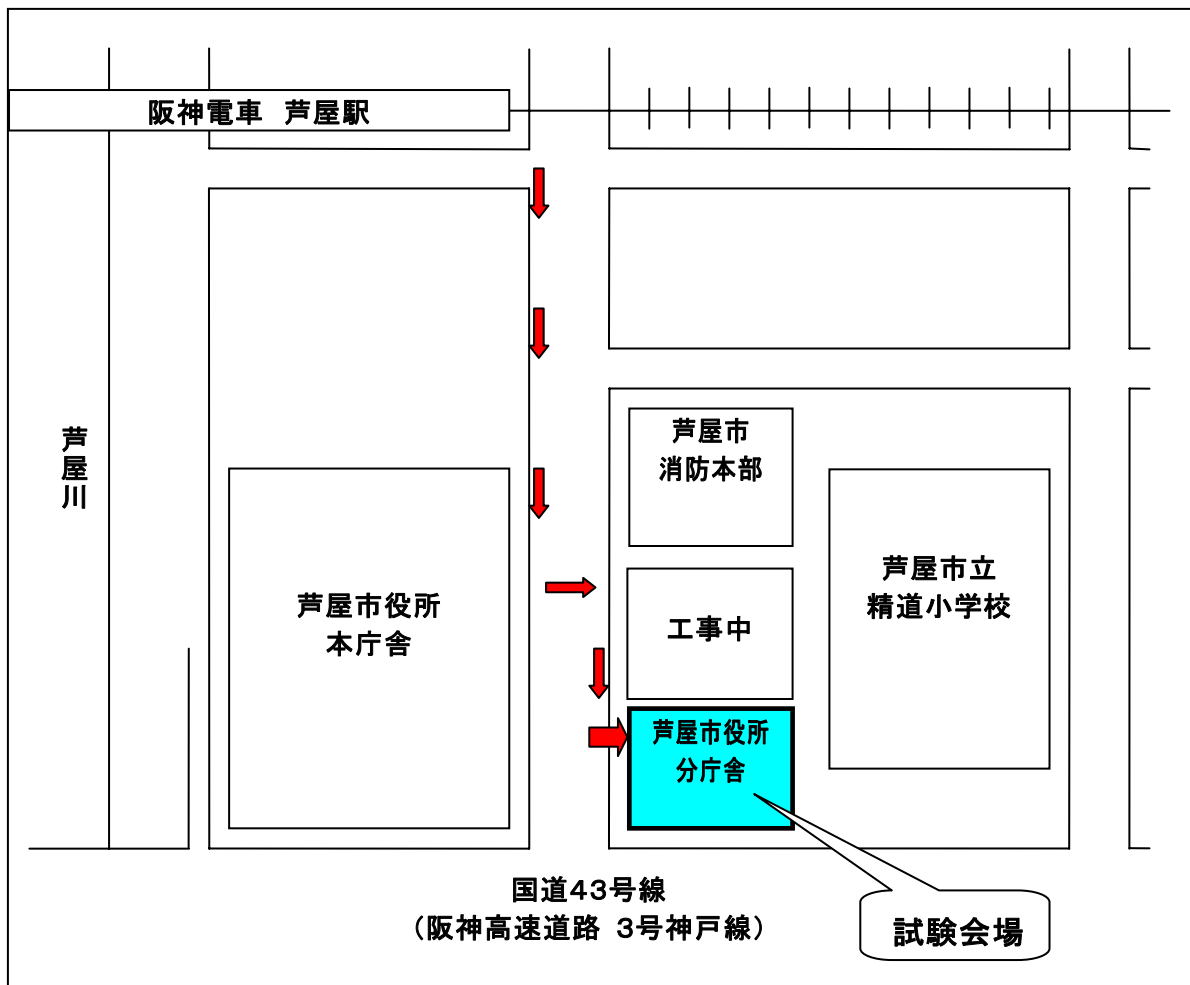 阪神電車 芦屋駅
芦屋川
芦屋市
消防本部
芦屋市役所
本庁舎
工事中
芦屋市立
精道小学校
芦屋市役所
分庁舎
国道43号線
（阪神高速道路 3号神戸線）
試験会場